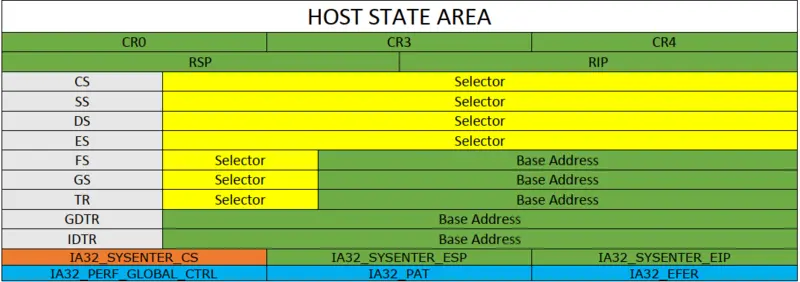 HOST STATE AREA
CR0 CR3 CR4
RSP RIP
CS Selector
SS Selector
DS Selector
ES Selector
FS Selector Base Address
GS Selector Base Address
TR Selector Base Address
GDTR Base Address
IDTR Base Address
IA32_SYSENTER_CS IA32_SYSENTER_ESP IA32_SYSENTER_EIP
IA32_PERF_GLOBAL_CTRL IA32_PAT IA32_EFER